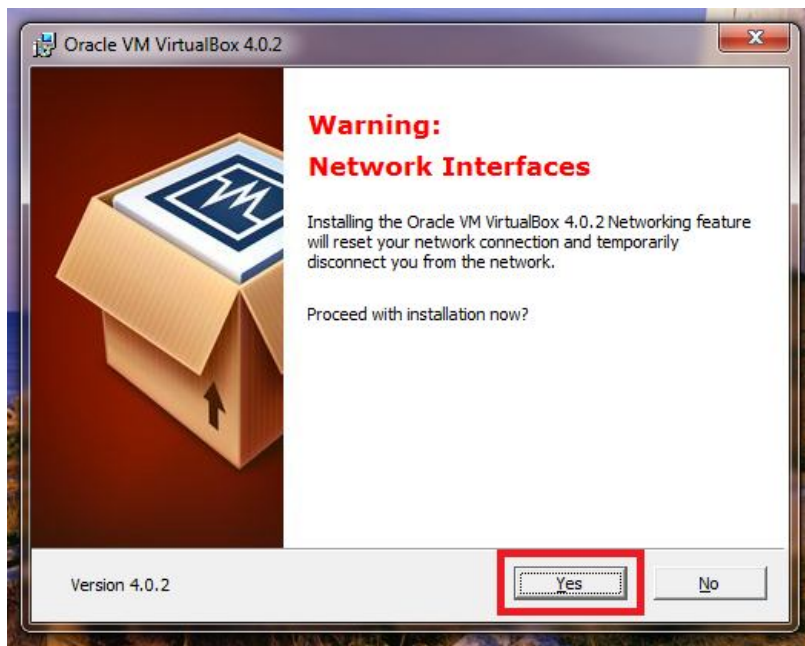 Oracle VM VirtualBox 4.0.2
Warning:
Network Interfaces
Installing the Oracle VM VirtualBox 4.0.2 Networking feature
will reset your network connection and temporarily
disconnect you from the network.
Proceed with installation now?
Version 4.0.2
Yes
No